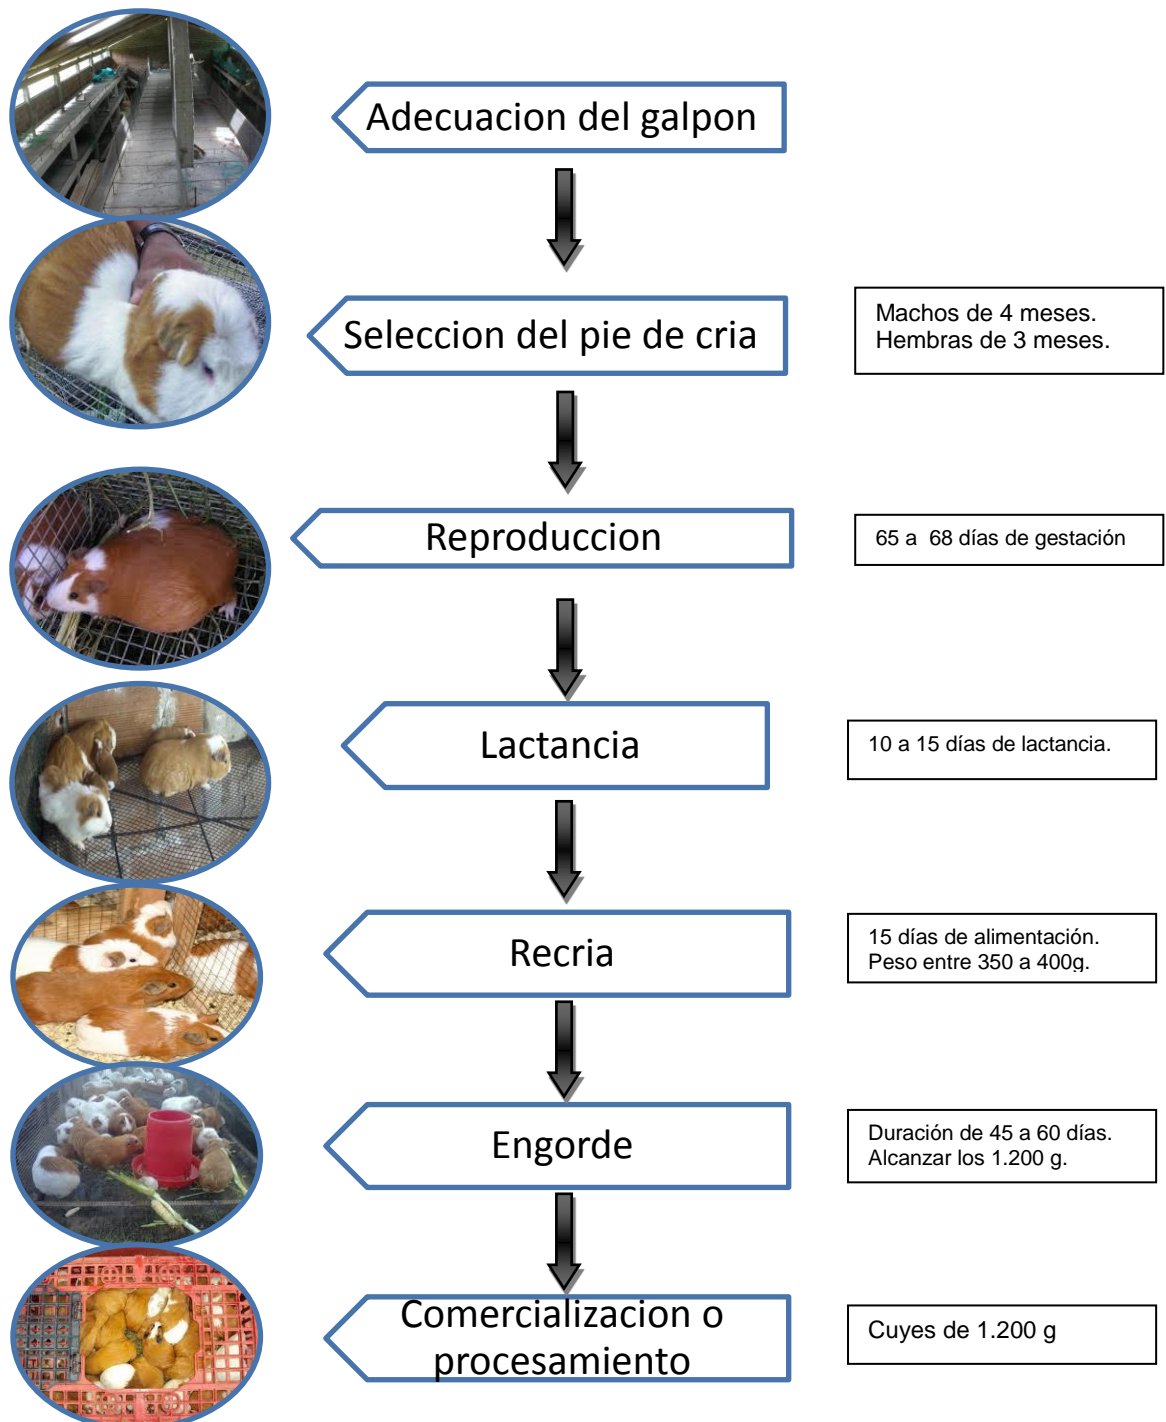 Adecuacion del galpon
Seleccion del pie de cria
Machos de 4 meses.
Hembras de 3 meses.
Reproduccion
65 a 68 días de gestación
Lactancia
10 a 15 días de lactancia.
Recria
15 días de alimentación.
Peso entre 350 a 400g.
Engorde
Duración de 45 a 60 días.
Alcanzar los 1.200 g.
Comercializacion o
procesamiento
Cuyes de 1.200 g